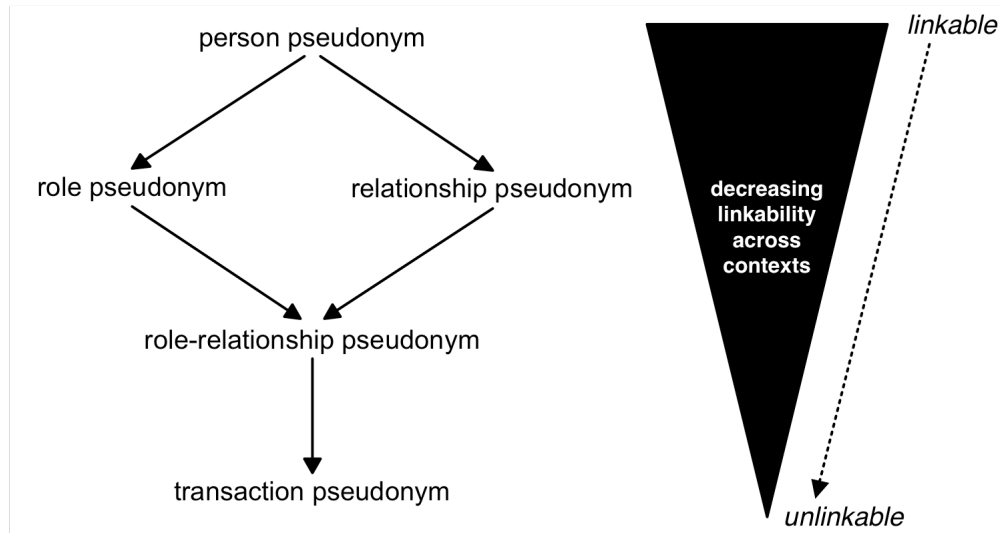 person pseudonym
linkable
role pseudonym
relationship pseudonym
decreasing
linkability
across
contexts
role-relationship pseudonym
transaction pseudonym
unlinkable